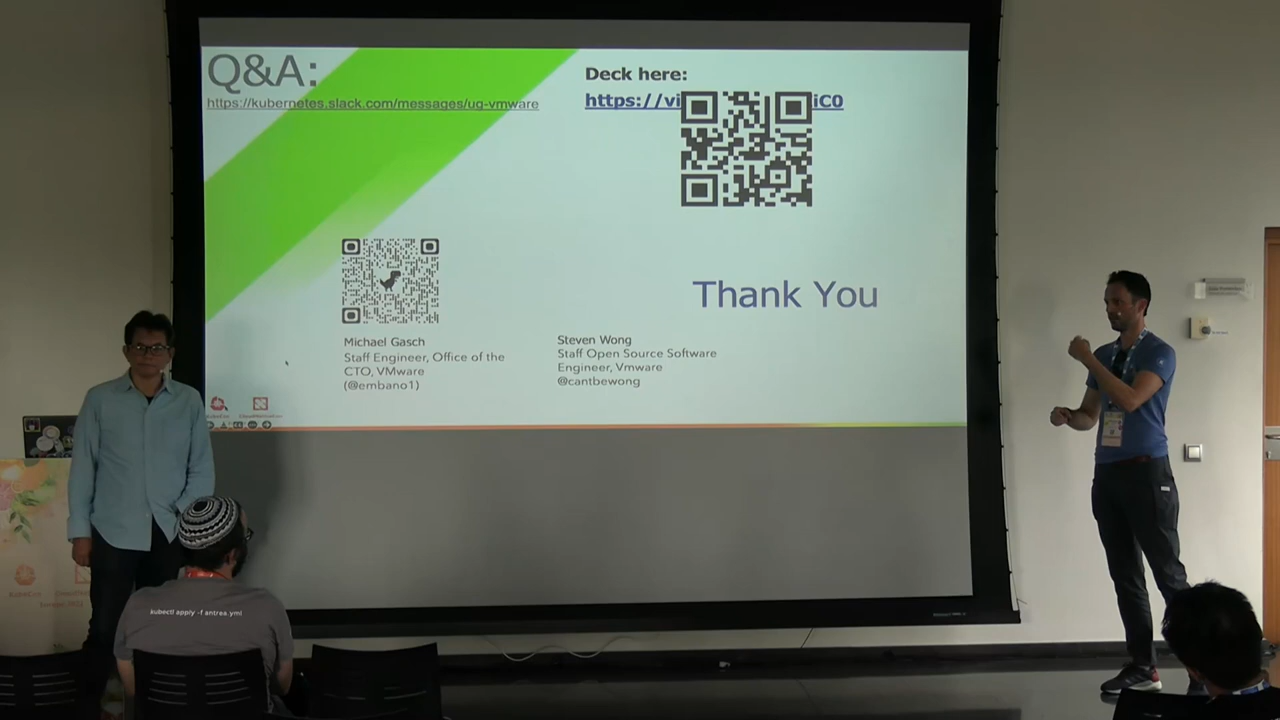 Q&A:
https://kubernetes.slack.com/messages/ug-vmware
Deck here:
https://vi
iC0
Thank You
Michael Gasch
Staff Engineer, Office of the
CTO, VMware
(@embano1)
Steven Wong
Staff Open Source Software
Engineer, Vmware
@cantbewong
kubectl apply -f antrea.yml